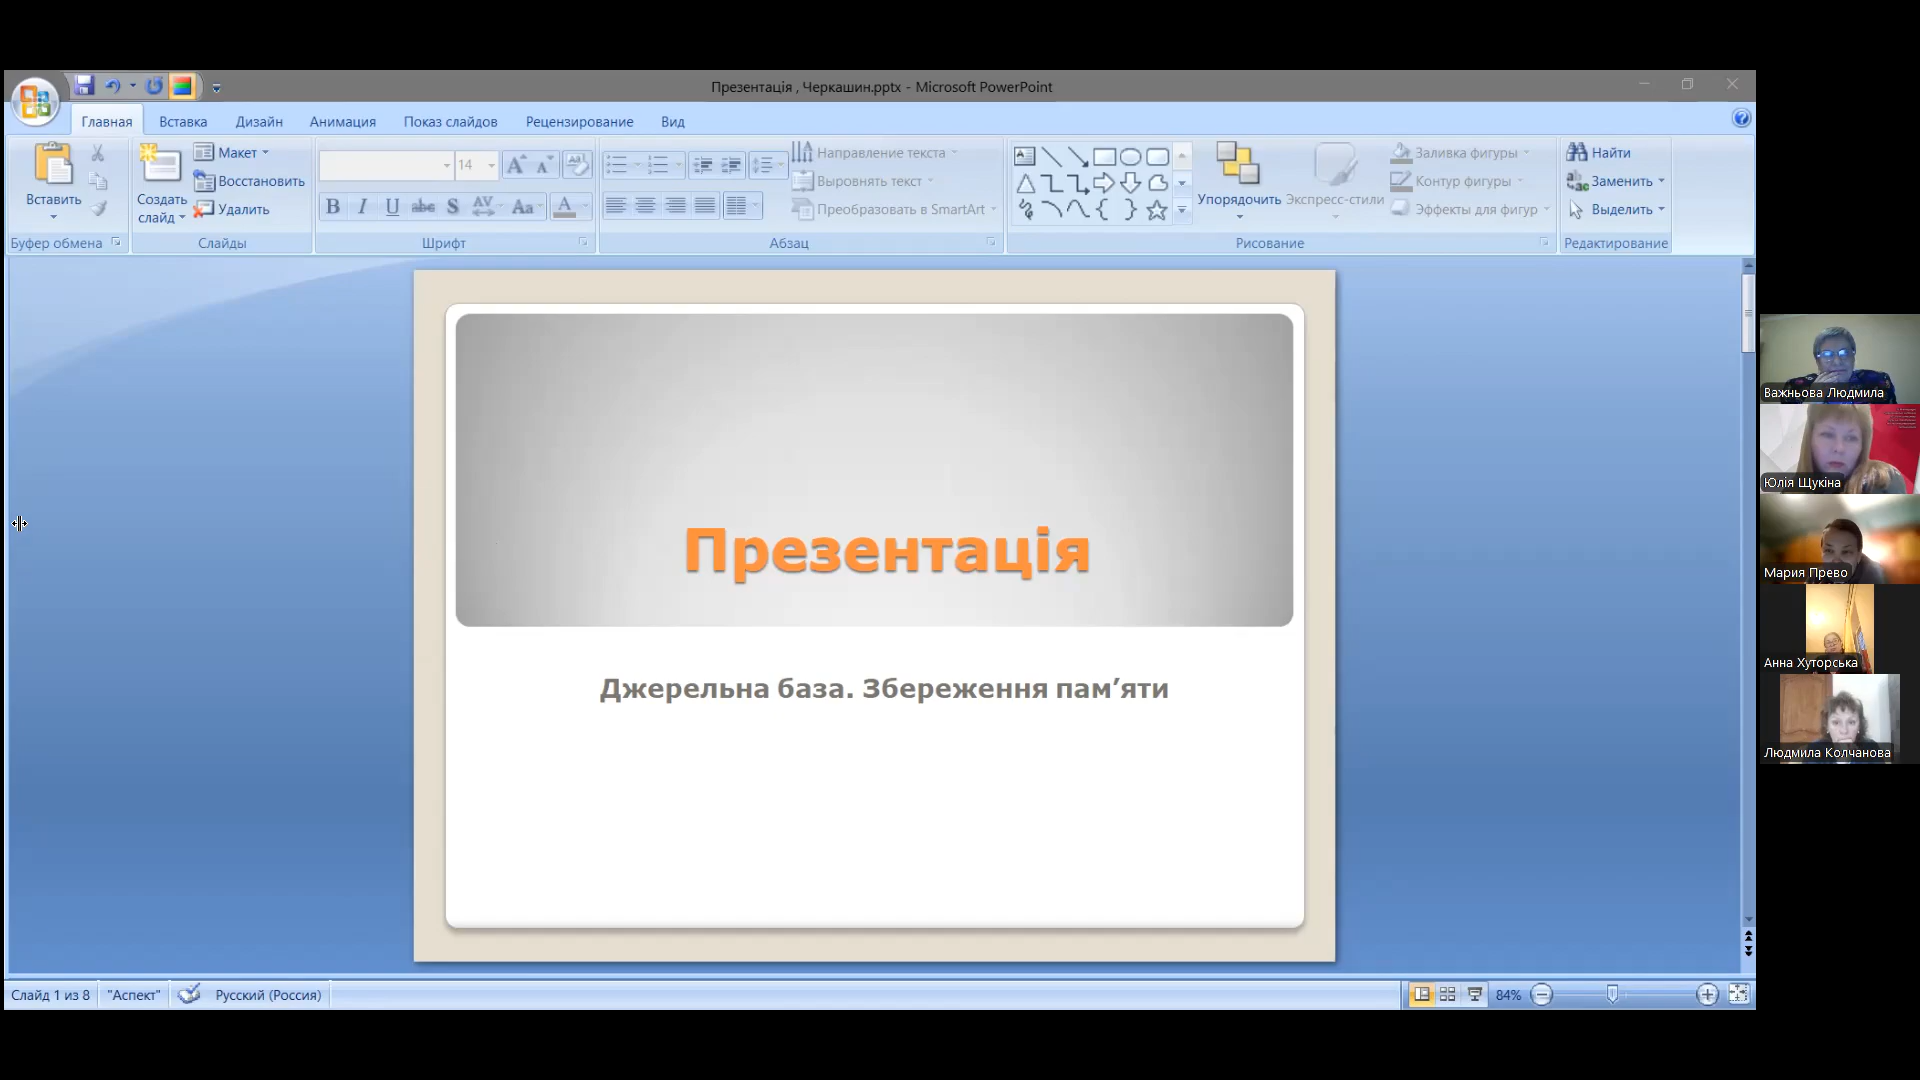 Презентація , Черкашин.pptx - Microsoft PowerPoint
Главная Вставка Дизайн Анимация Показ слайдов Рецензирование Вид
Вставить
Буфер обмена
Создать слайд
Макет
Восстановить
Удалить
Слайды
14
Шрифт
Направление текста
Выровнять текст
Преобразовать в SmartArt
Абзац
Упорядочить
Экспресс-стили
Заливка фигуры
Контур фигуры
Эффекты для фигур
Рисование
Найти
Заменить
Выделить
Редактирование
Презентація
Джерельна база. Збереження пам’яти
Важньова Людмила
Юлія Щукіна
Мария Прево
Анна Хуторська
Людмила Колчанова
Слайд 1 из 8 "Аспект" Русский (Россия) 84%